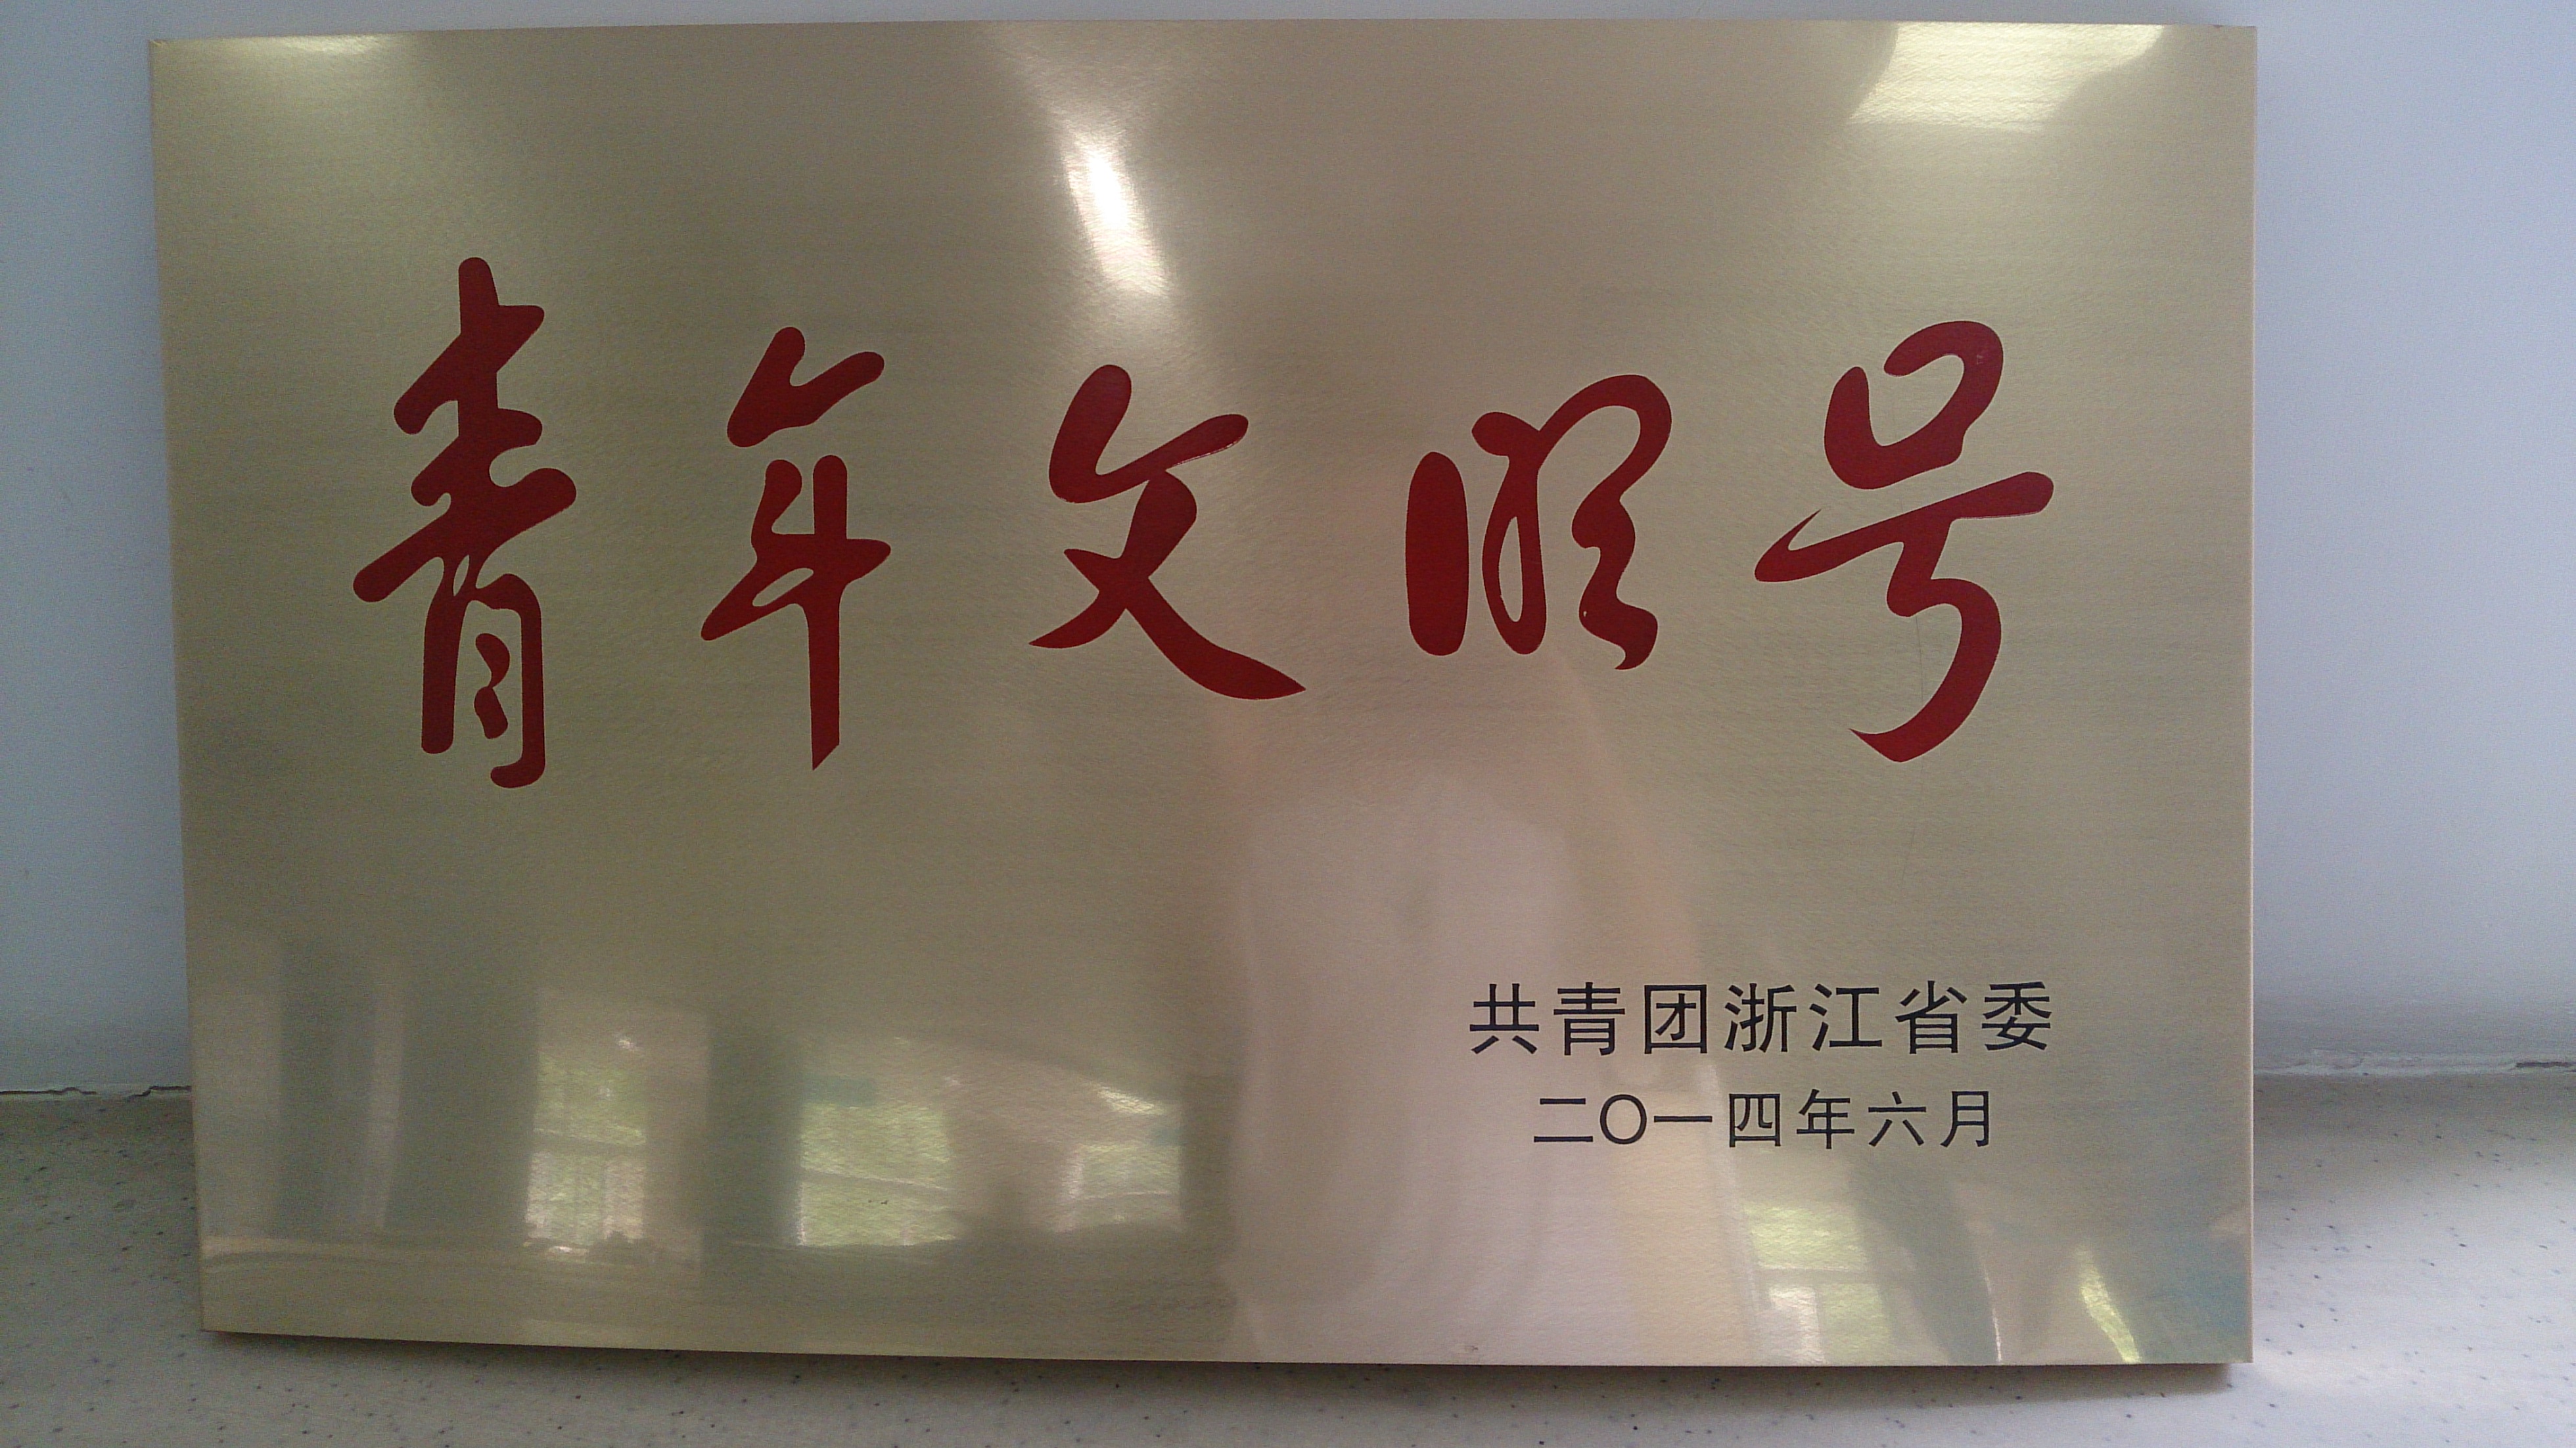 青年文明号
共青团浙江省委
二〇一四年六月